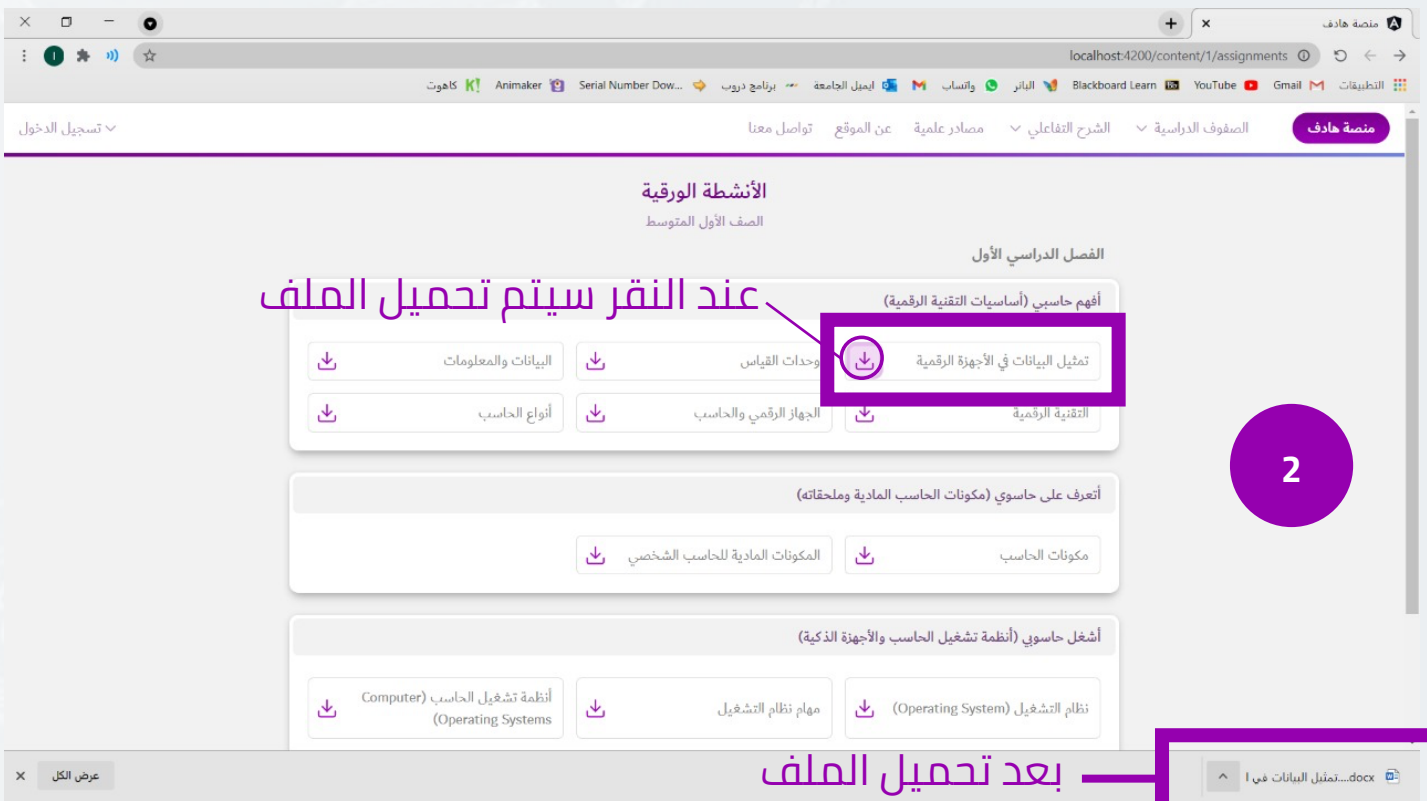 منصة هادف
localhost:4200/content/1/assignments
التطبيقات Gmail YouTube Blackboard Learn البانر واتساب ايميل الجامعة برنامج دروب Serial Number Dow... Animaker كاهوت
منصة هادف الصفوف الدراسية الشرح التفاعلي مصادر علمية عن الموقع تواصل معنا تسجيل الدخول
الأنشطة الورقية
الصف الأول المتوسط
الفصل الدراسي الأول
أفهم حاسبي (أساسيات التقنية الرقمية)
عند النقر سيتم تحميل الملف
تمثيل البيانات في الأجهزة الرقمية وحدات القياس البيانات والمعلومات
التقنية الرقمية الجهاز الرقمي والحاسب أنواع الحاسب
2
أتعرف على حاسوي (مكونات الحاسب المادية وملحقاته)
مكونات الحاسب المكونات المادية للحاسب الشخصي
أشغل حاسوبي (أنظمة تشغيل الحاسب والأجهزة الذكية)
نظام التشغيل (Operating System) مهام نظام التشغيل أنظمة تشغيل الحاسب (Computer
Operating Systems)
بعد تحميل الملف
تمثيل البيانات في ا....docx عرض الكل